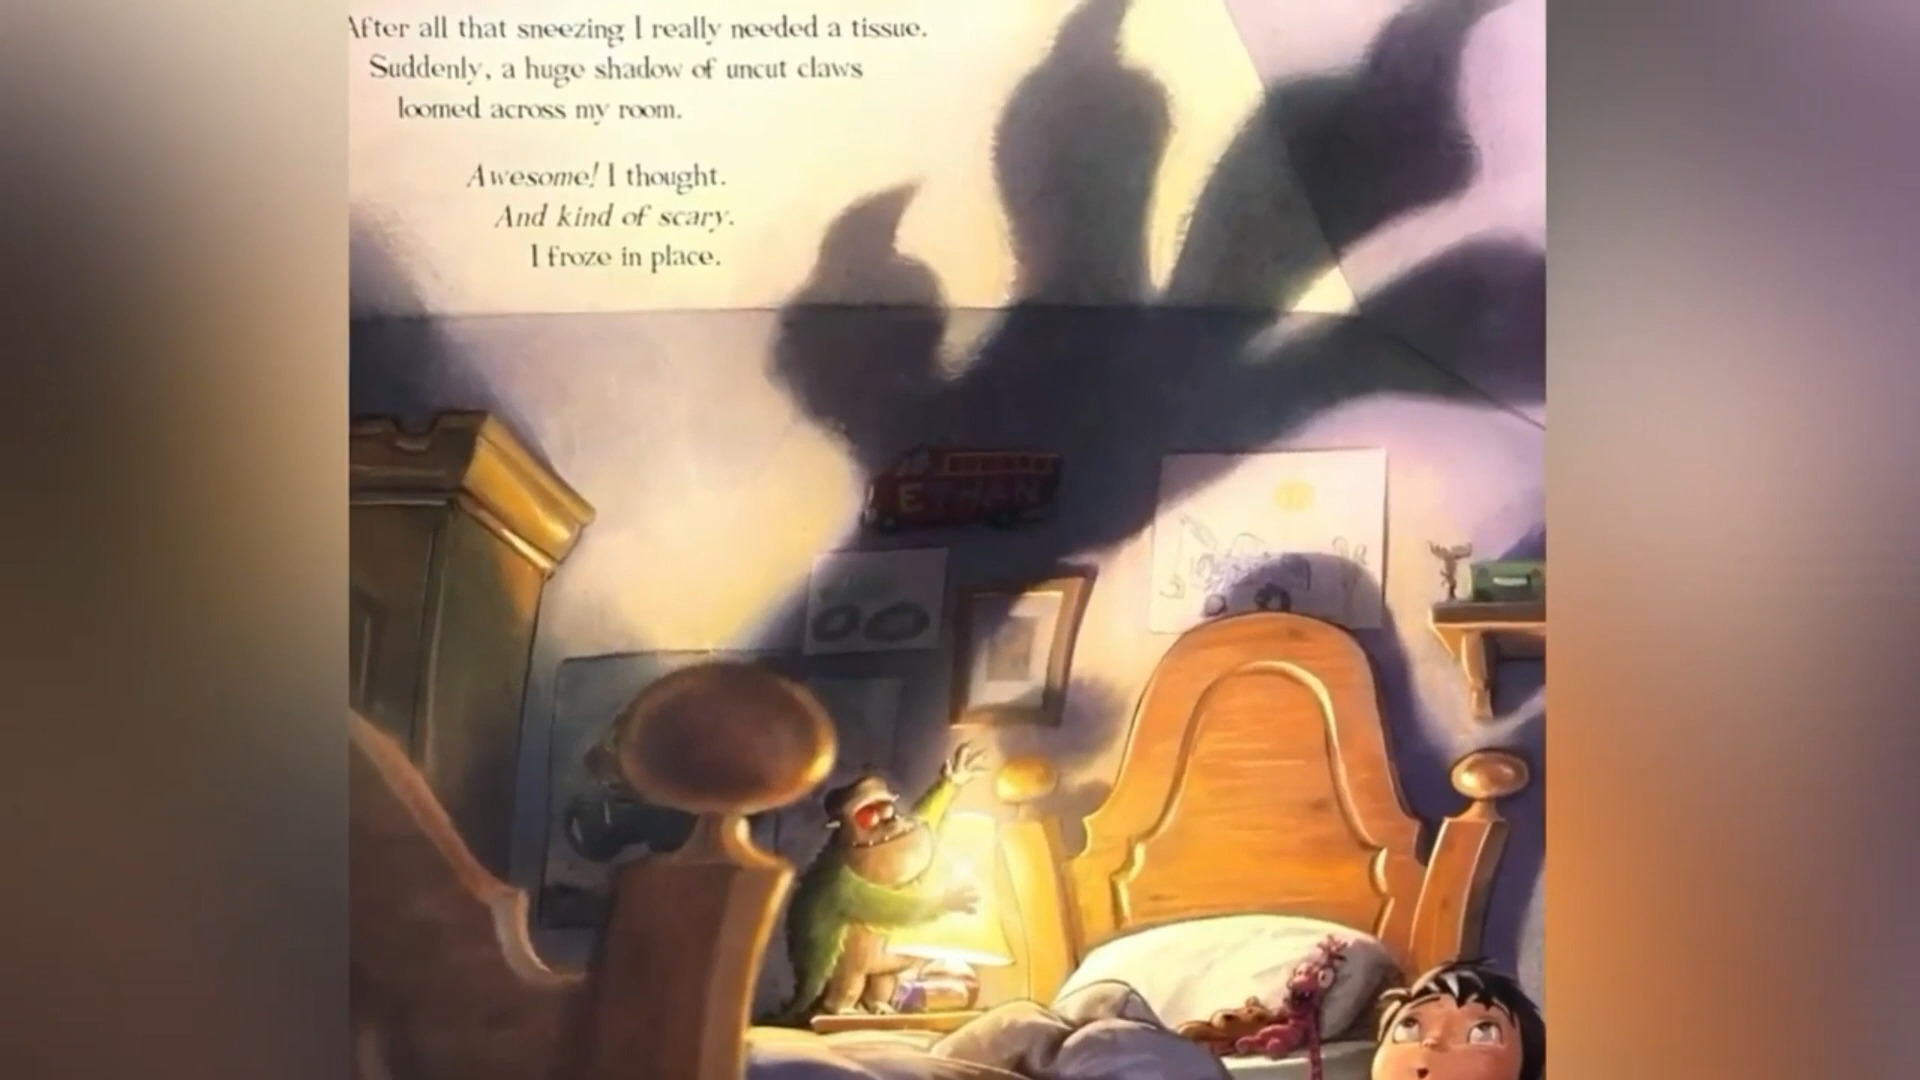 After all that sneezing I really needed a tissue.
Suddenly, a huge shadow of uncut claws
loomed across my room.
Awesome! I thought.
And kind of scary.
I froze in place.
ETHAN